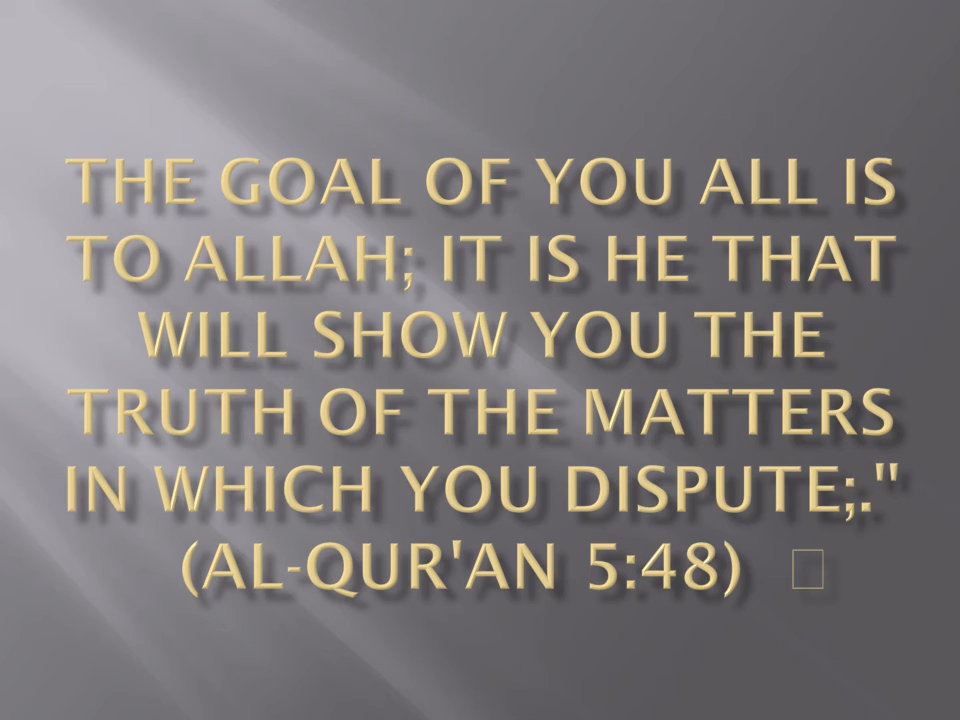 THE GOAL OF YOU ALL IS
TO ALLAH; IT IS HE THAT
WILL SHOW YOU THE
TRUTH OF THE MATTERS
IN WHICH YOU DISPUTE;."
(AL-QUR'AN 5:48) □